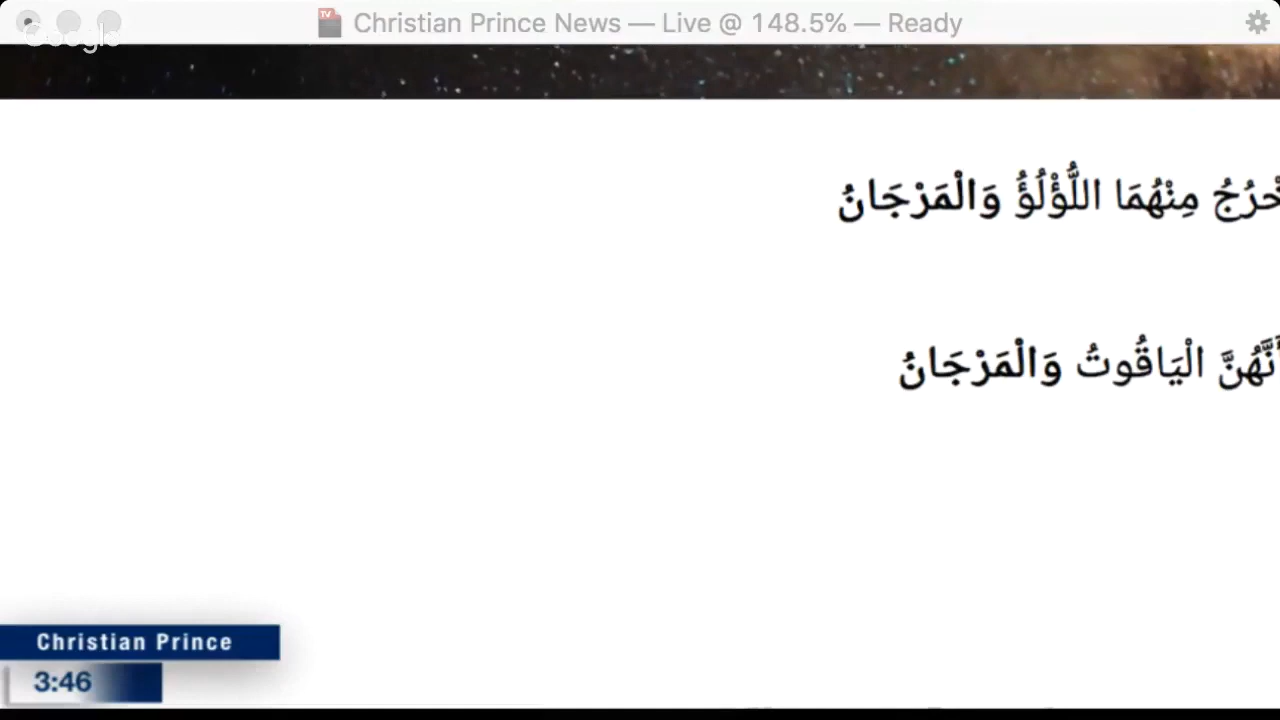 Google
Christian Prince News — Live @ 148.5% — Ready
مِنْهُمَا اللُّؤْلُؤُ وَالْمَرْجَانُ
الْيَاقُوتُ وَالْمَرْجَانُ
Christian Prince
3:46